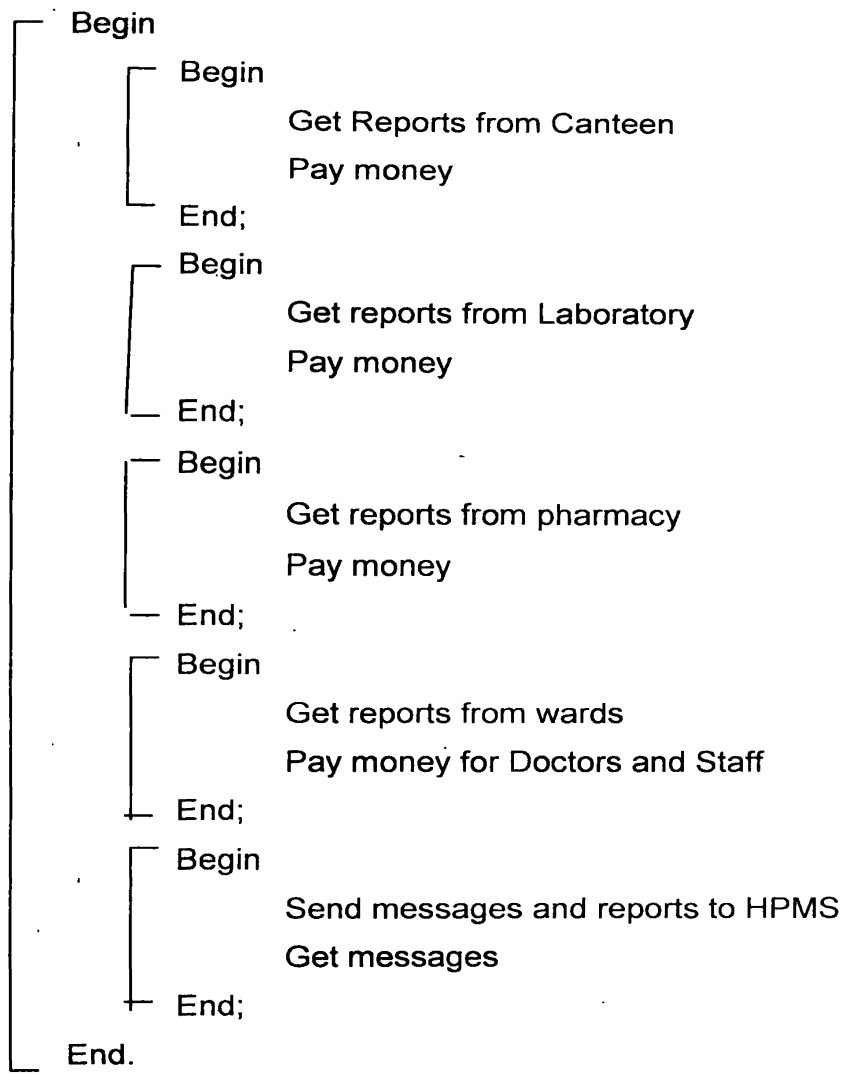 Begin
Begin
Get Reports from Canteen
Pay money
End;
Begin
Get reports from Laboratory
Pay money
End;
Begin
Get reports from pharmacy
Pay money
End;
Begin
Get reports from wards
Pay money for Doctors and Staff
End;
Begin
Send messages and reports to HPMS
Get messages
End;
End.